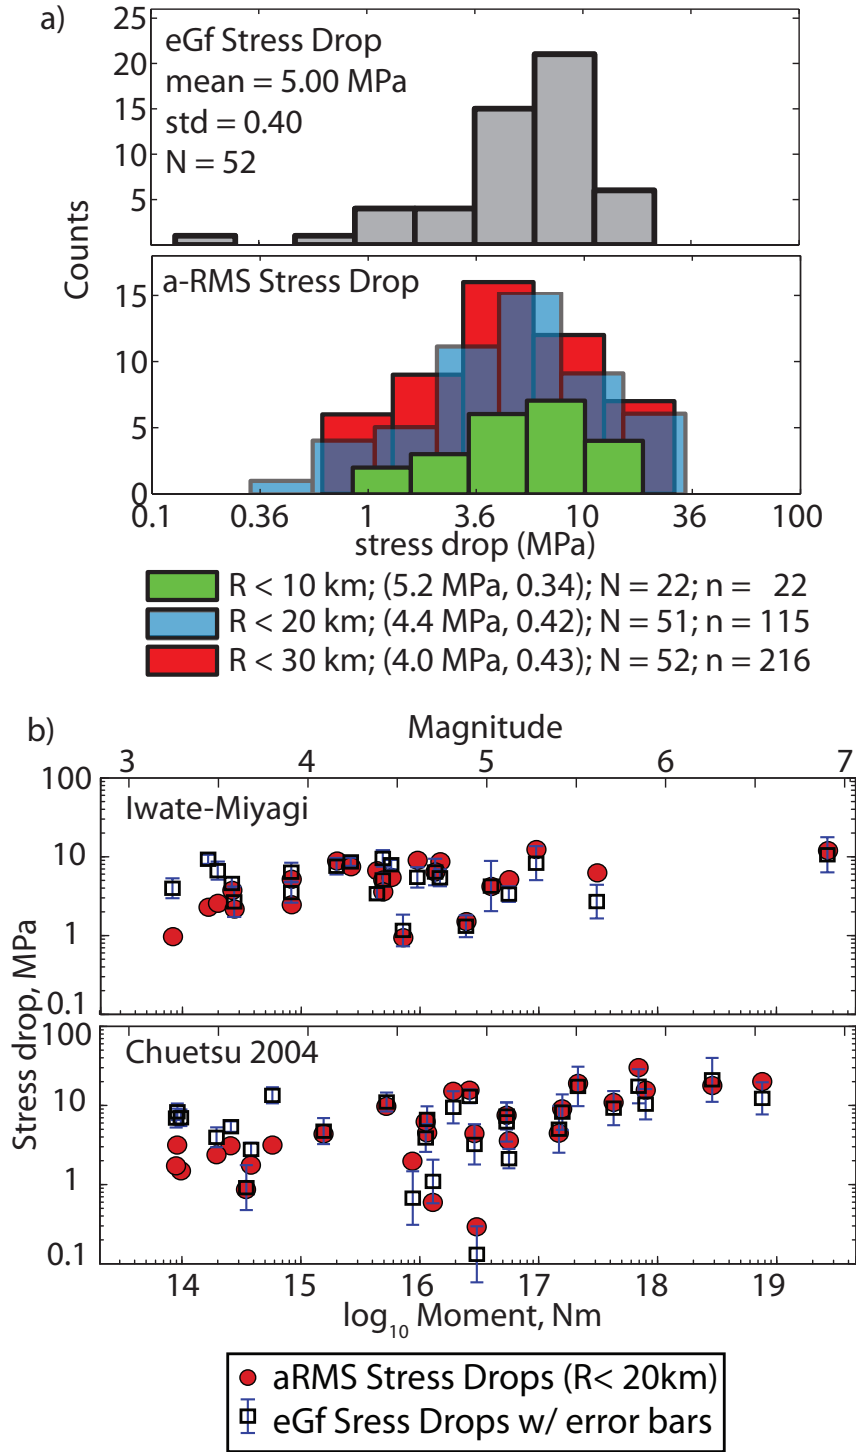 a)
eGf Stress Drop
mean = 5.00 MPa
std = 0.40
N = 52
25
20
15
10
5
Counts
a-RMS Stress Drop
15
10
5
0
0.1 0.36 1 3.6 10 36 100
stress drop (MPa)
R < 10 km; (5.2 MPa, 0.34); N = 22; n = 22
R < 20 km; (4.4 MPa, 0.42); N = 51; n = 115
R < 30 km; (4.0 MPa, 0.43); N = 52; n = 216
b)
Magnitude
3 4 5 6 7
Iwate-Miyagi
100
10
1
0.1
Stress drop, MPa
Chuetsu 2004
100
10
1
0.1
14 15 16 17 18 19
log10 Moment, Nm
aRMS Stress Drops (R< 20km)
eGf Sress Drops w/ error bars